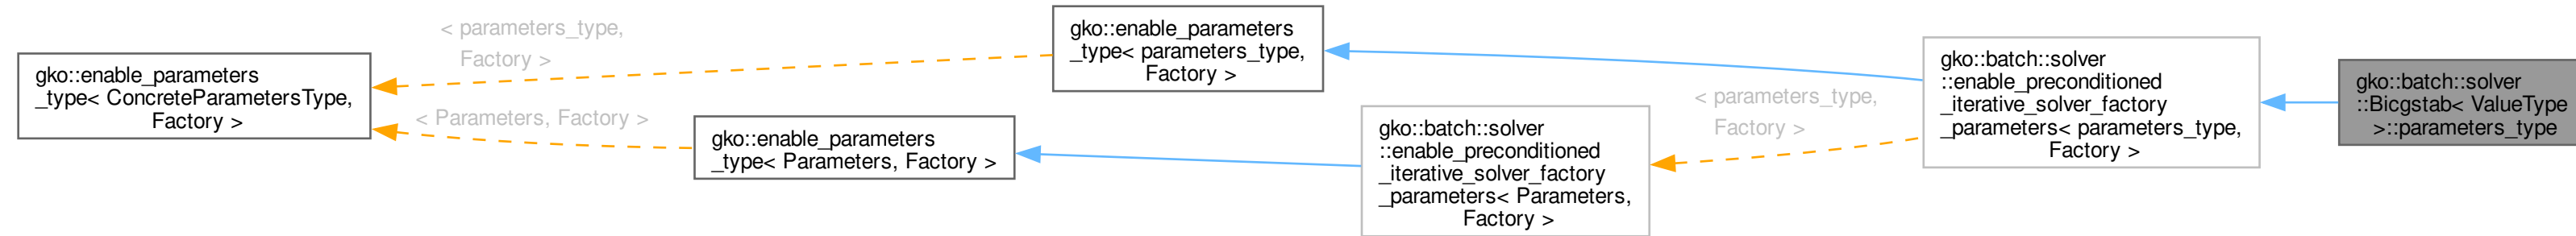 gko::enable_parameters
_type< ConcreteParametersType,
Factory >
< parameters_type,
Factory >
< Parameters, Factory >
gko::enable_parameters
_type< Parameters, Factory >
gko::enable_parameters
_type< parameters_type,
Factory >
gko::batch::solver
::enable_preconditioned
_iterative_solver_factory
_parameters< Parameters,
Factory >
< parameters_type,
Factory >
gko::batch::solver
::enable_preconditioned
_iterative_solver_factory
_parameters< parameters_type,
Factory >
gko::batch::solver
::Bicgstab< ValueType
>::parameters_type